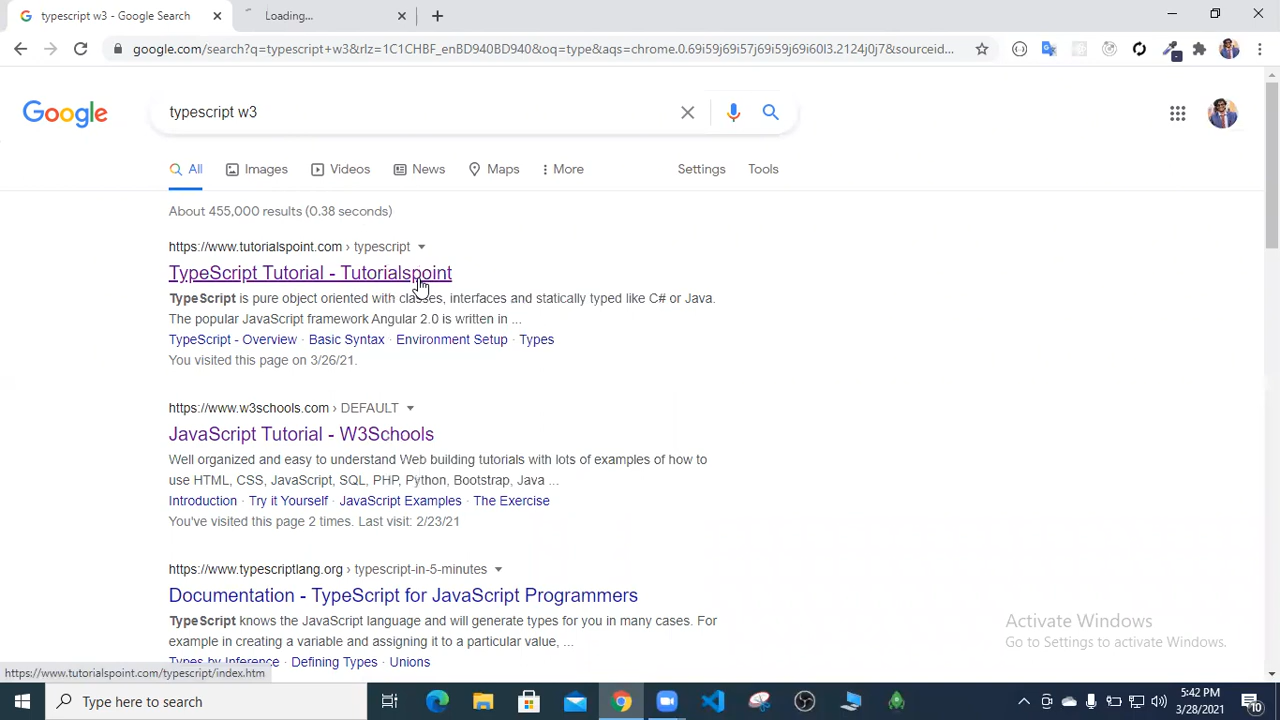 typescript w3 - Google Search
Loading...
google.com/search?q=typescript+w3&rlz=1C1CHBF_enBD940BD940&oq=type&aqs=chrome.0.69i59j69i57j69i59j69i60l3.2124j0j7&sourceid...
Google
typescript w3
All Images Videos News Maps More Settings Tools
About 455,000 results (0.38 seconds)
https://www.tutorialspoint.com › typescript
TypeScript Tutorial - Tutorialspoint
TypeScript is pure object oriented with classes, interfaces and statically typed like C# or Java.
The popular JavaScript framework Angular 2.0 is written in ...
TypeScript - Overview · Basic Syntax · Environment Setup · Types
You visited this page on 3/26/21.
https://www.w3schools.com › DEFAULT
JavaScript Tutorial - W3Schools
Well organized and easy to understand Web building tutorials with lots of examples of how to
use HTML, CSS, JavaScript, SQL, PHP, Python, Bootstrap, Java ...
Introduction · Try it Yourself · JavaScript Examples · The Exercise
You've visited this page 2 times. Last visit: 2/23/21
https://www.typescriptlang.org › typescript-in-5-minutes
Documentation - TypeScript for JavaScript Programmers
TypeScript knows the JavaScript language and will generate types for you in many cases. For
example in creating a variable and assigning it to a particular value, ...
Types by Inference · Defining Types · Unions
Activate Windows
Go to Settings to activate Windows.
https://www.tutorialspoint.com/typescript/index.htm
Type here to search
5:42 PM
3/28/2021
10